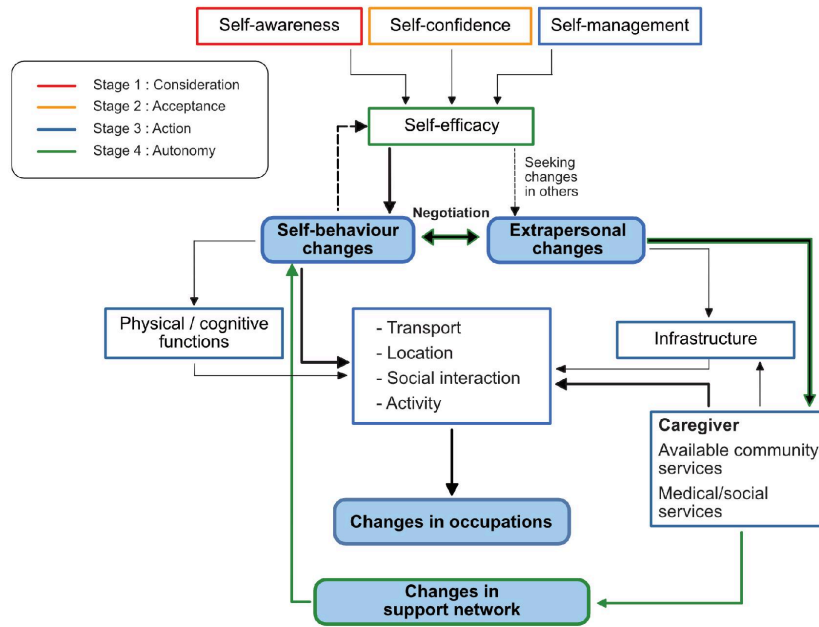 Self-awareness
Self-confidence
Self-management
Stage 1 : Consideration
Stage 2 : Acceptance
Stage 3 : Action
Stage 4 : Autonomy
Self-efficacy
Seeking
changes
in others
Negotiation
Self-behaviour
changes
Extrapersonal
changes
Physical / cognitive
functions
- Transport
- Location
- Social interaction
- Activity
Infrastructure
Caregiver
Available community
services
Medical/social
services
Changes in occupations
Changes in
support network